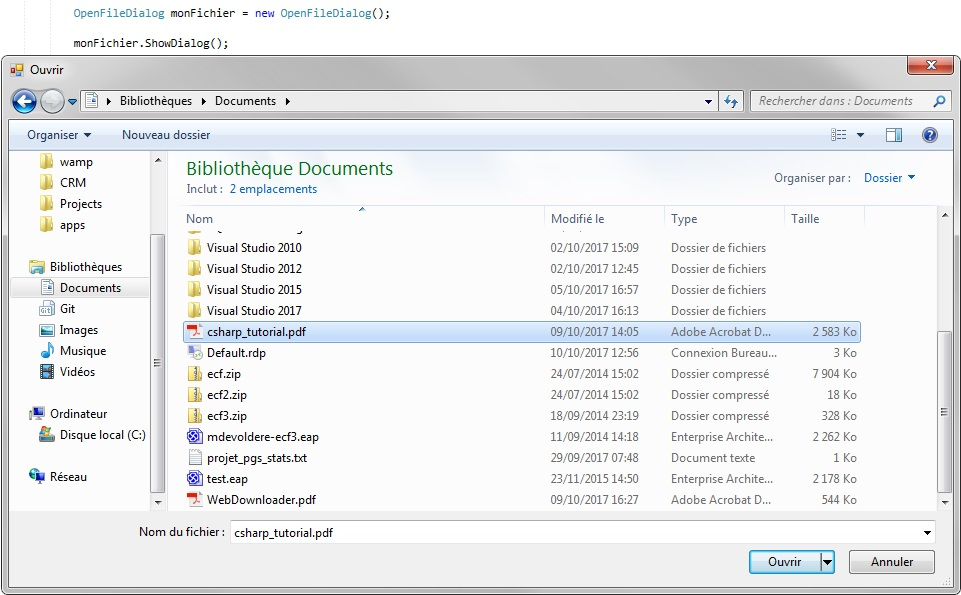 OpenFileDialog monFichier = new OpenFileDialog();
monFichier.ShowDialog();
Ouvrir
Bibliothèques Documents
Rechercher dans : Documents
Organiser Nouveau dossier
wamp
CRM
Projects
apps
Bibliothèques
Documents
Git
Images
Musique
Vidéos
Ordinateur
Disque local (C:)
Réseau
Bibliothèque Documents
Inclut : 2 emplacements
Organiser par : Dossier
Nom Modifié le Type Taille
Visual Studio 2010 02/10/2017 15:09 Dossier de fichiers
Visual Studio 2012 02/10/2017 12:45 Dossier de fichiers
Visual Studio 2015 05/10/2017 16:57 Dossier de fichiers
Visual Studio 2017 04/10/2017 16:13 Dossier de fichiers
csharp_tutorial.pdf 09/10/2017 14:05 Adobe Acrobat D... 2 583 Ko
Default.rdp 10/10/2017 12:56 Connexion Bureau... 3 Ko
ecf.zip 24/07/2014 15:02 Dossier compressé 7 904 Ko
ecf2.zip 24/07/2014 15:02 Dossier compressé 18 Ko
ecf3.zip 18/09/2014 23:19 Dossier compressé 328 Ko
mdevoldere-ecf3.eap 11/09/2014 14:18 Enterprise Archite... 2 262 Ko
projet_pgs_stats.txt 29/09/2017 07:48 Document texte 1 Ko
test.eap 23/11/2015 14:50 Enterprise Archite... 2 178 Ko
WebDownloader.pdf 09/10/2017 16:27 Adobe Acrobat D... 544 Ko
Nom du fichier : csharp_tutorial.pdf
Ouvrir Annuler